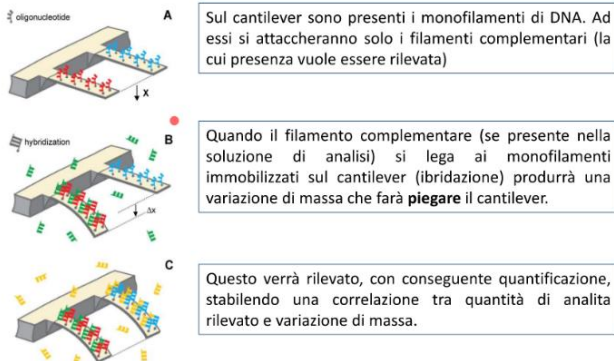 oligonucleotide
A
X
Sul cantilever sono presenti i monofilamenti di DNA. Ad
essi si attaccheranno solo i filamenti complementari (la
cui presenza vuole essere rilevata)
hybridization
B
Δx
Quando il filamento complementare (se presente nella
soluzione di analisi) si lega ai monofilamenti
immobilizzati sul cantilever (ibridazione) produrrà una
variazione di massa che farà piegare il cantilever.
C
Questo verrà rilevato, con conseguente quantificazione,
stabilendo una correlazione tra quantità di analita
rilevato e variazione di massa.